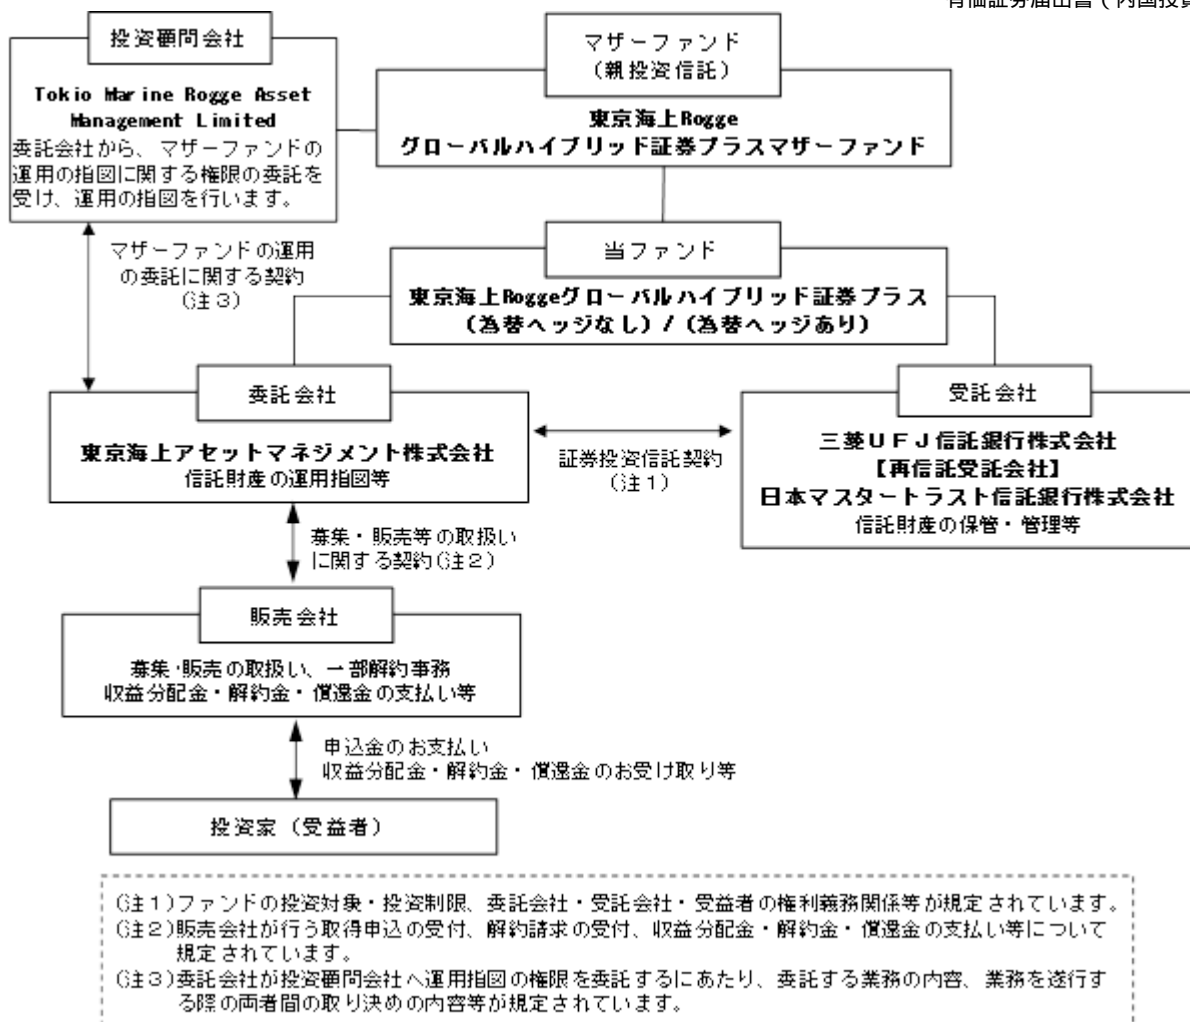 有価証券届出書（内国投資
投資顧問会社
Tokio Marine Rogge Asset
Management Limited
委託会社から、マザーファンドの
運用の指図に関する権限の委託を
受け、運用の指図を行います。
マザーファンド
（親投資信託）
東京海上Rogge
グローバルハイブリッド証券プラスマザーファンド
マザーファンドの運用
の委託に関する契約
（注３）
当ファンド
東京海上Roggeグローバルハイブリッド証券プラス
（為替ヘッジなし）/（為替ヘッジあり）
委託会社
東京海上アセットマネジメント株式会社
信託財産の運用指図等
証券投資信託契約
（注１）
受託会社
三菱ＵＦＪ信託銀行株式会社
【再信託受託会社】
日本マスタートラスト信託銀行株式会社
信託財産の保管・管理等
募集・販売等の取扱い
に関する契約（注２）
販売会社
募集・販売の取扱い、一部解約事務
収益分配金・解約金・償還金の支払い等
申込金のお支払い
収益分配金・解約金・償還金のお受け取り等
投資家（受益者）
（注１）ファンドの投資対象・投資制限、委託会社・受託会社・受益者の権利義務関係等が規定されています。
（注２）販売会社が行う取得申込の受付、解約請求の受付、収益分配金・解約金・償還金の支払い等について
規定されています。
（注３）委託会社が投資顧問会社へ運用指図の権限を委託するにあたり、委託する業務の内容、業務を遂行す
る際の両者間の取り決めの内容等が規定されています。